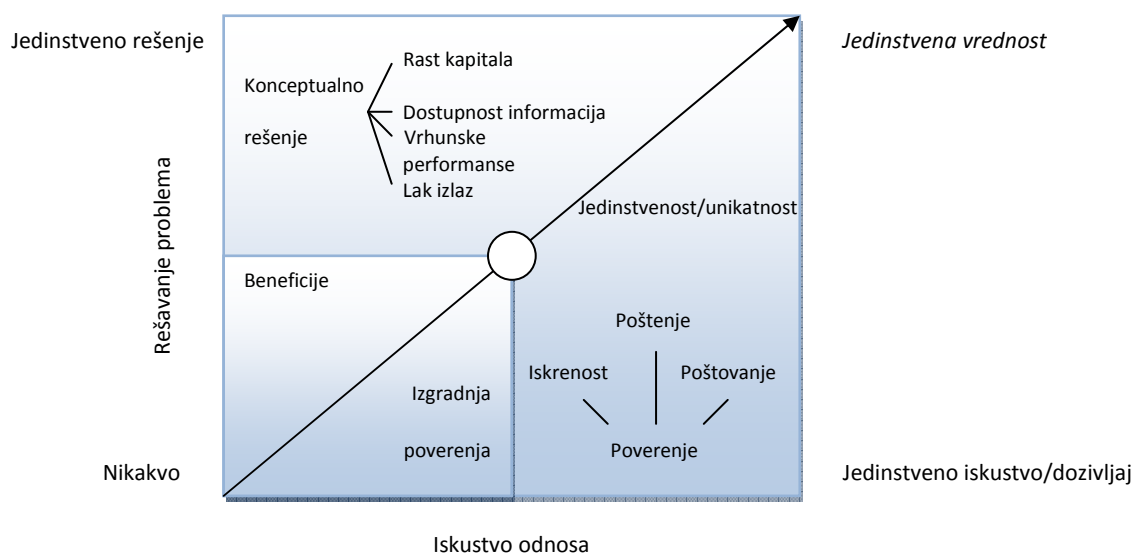 Jedinstveno rešenje
Jedinstvena vrednost
Rast kapitala
Konceptualno
rešenje
Dostupnost informacija
Vrhunske
performanse
Lak izlaz
Jedinstvenost/unikatnost
Rešavanje problema
Beneficije
Izgradnja
poverenja
Poštenje
Iskrenost
Poštovanje
Poverenje
Nikakvo
Jedinstveno iskustvo/dozivljaj
Iskustvo odnosa